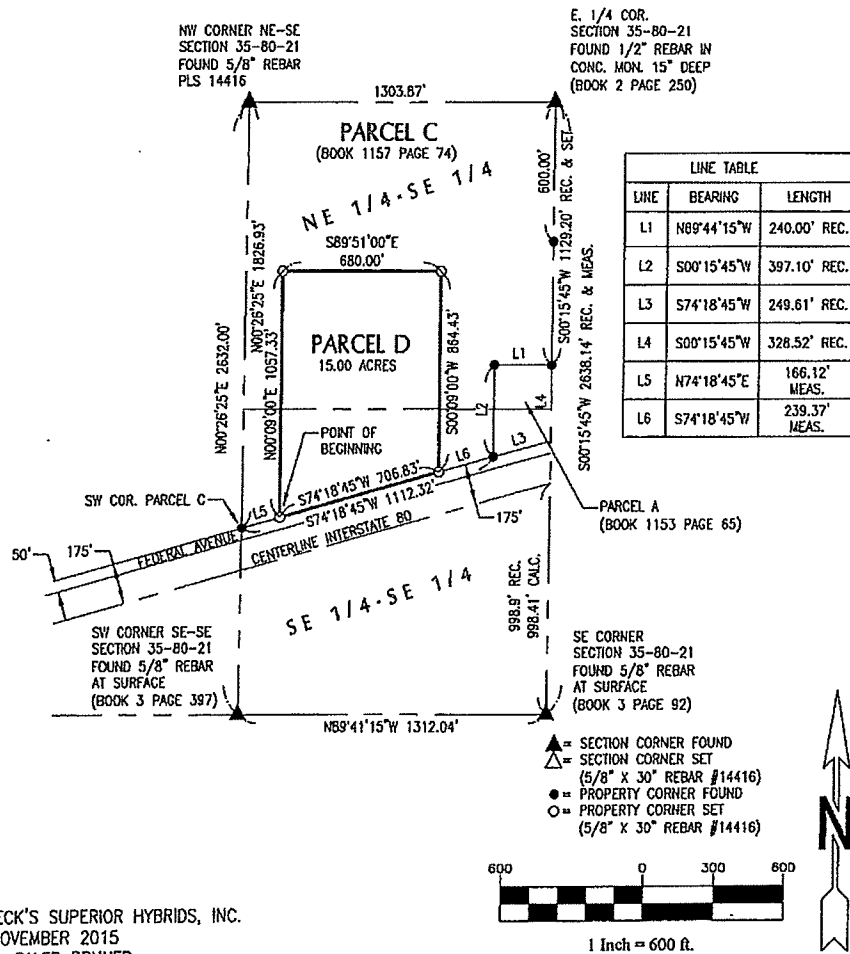 NW CORNER NE-SE
SECTION 35-80-21
FOUND 5/8" REBAR
PLS 14416
E. 1/4 COR.
SECTION 35-80-21
FOUND 1/2" REBAR IN
CONC. MON. 15" DEEP
(BOOK 2 PAGE 250)
1303.87'
PARCEL C
(BOOK 1157 PAGE 74)
NE 1/4-SE 1/4
600.00'
S00°15'45"W 1129.20' REC. & SET
S00°15'45"W 2638.14' REC. & MEAS.
LINE TABLE
LINE BEARING LENGTH
L1 N89°44'15"W 240.00' REC.
L2 S00°15'45"W 397.10' REC.
L3 S74°18'45"W 249.61' REC.
L4 S00°15'45"W 328.52' REC.
L5 N74°18'45"E 166.12' MEAS.
L6 S74°18'45"W 239.37' MEAS.
S89°51'00"E
680.00'
N00°26'25"E 2632.00'
N00°26'25"E 1826.93'
N00°09'00"E 1057.33'
PARCEL D
15.00 ACRES
S00°09'00"W 864.43'
L1
L2
L4
L3
L6
L5
POINT OF
BEGINNING
SW COR. PARCEL C
S74°18'45"W 706.83'
S74°18'45"W 1112.32'
PARCEL A
(BOOK 1153 PAGE 65)
175'
50'
175'
FEDERAL AVENUE
CENTERLINE INTERSTATE 80
SE 1/4-SE 1/4
998.9' REC.
998.41' CALC.
SW CORNER SE-SE
SECTION 35-80-21
FOUND 5/8" REBAR
AT SURFACE
(BOOK 3 PAGE 397)
SE CORNER
SECTION 35-80-21
FOUND 5/8" REBAR
AT SURFACE
(BOOK 3 PAGE 92)
N89°41'15"W 1312.04'
▲= SECTION CORNER FOUND
△= SECTION CORNER SET
(5/8" X 30" REBAR #14416)
●= PROPERTY CORNER FOUND
○= PROPERTY CORNER SET
(5/8" X 30" REBAR #14416)
N
600 0 300 600
1 Inch = 600 ft.
ECK'S SUPERIOR HYBRIDS, INC.
OVEMBER 2015